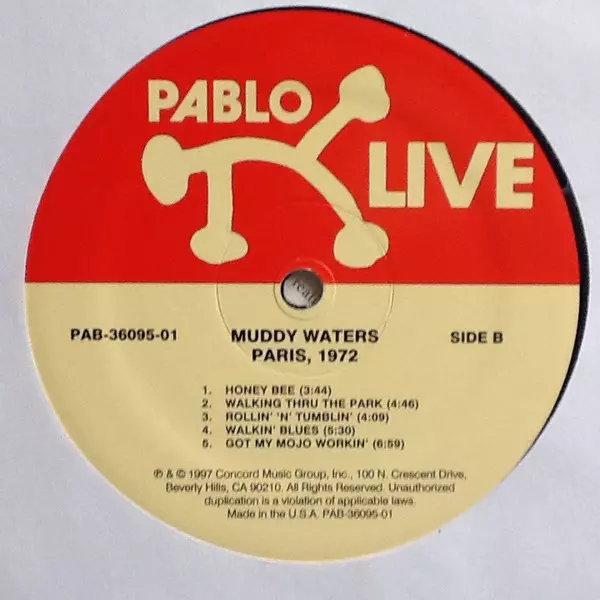 PABLO
LIVE
PAB-36095-01
MUDDY WATERS
SIDE B
PARIS, 1972
1. HONEY BEE (3:44)
2. WALKING THRU THE PARK (4:46)
3. ROLLIN' 'N' TUMBLIN' (4:09)
4. WALKIN' BLUES (5:30)
5. GOT MY MOJO WORKIN' (6:59)
℗ & © 1997 Concord Music Group, Inc., 100 N. Crescent Drive,
Beverly Hills, CA 90210. All Rights Reserved. Unauthorized
duplication is a violation of applicable laws.
Made in the U.S.A. PAB-36095-01